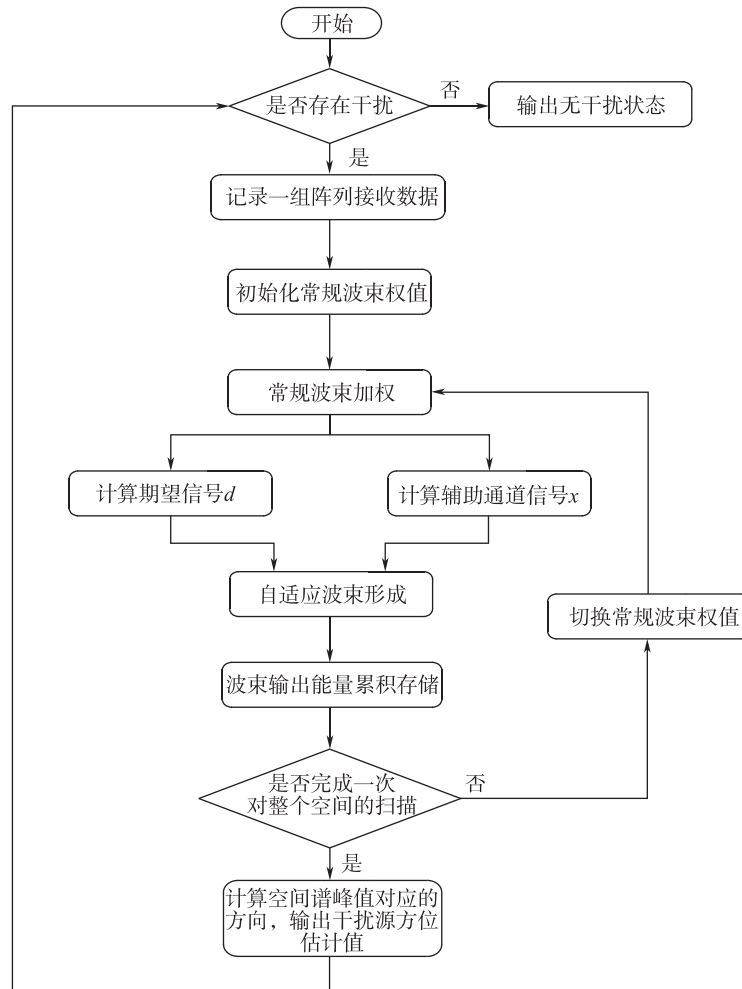 开始
是否存在干扰
否
输出无干扰状态
是
记录一组阵列接收数据
初始化常规波束权值
常规波束加权
计算期望信号d
计算辅助通道信号x
自适应波束形成
切换常规波束权值
波束输出能量累积存储
是否完成一次
对整个空间的扫描
否
是
计算空间谱峰值对应的
方向，输出干扰源方位
估计值